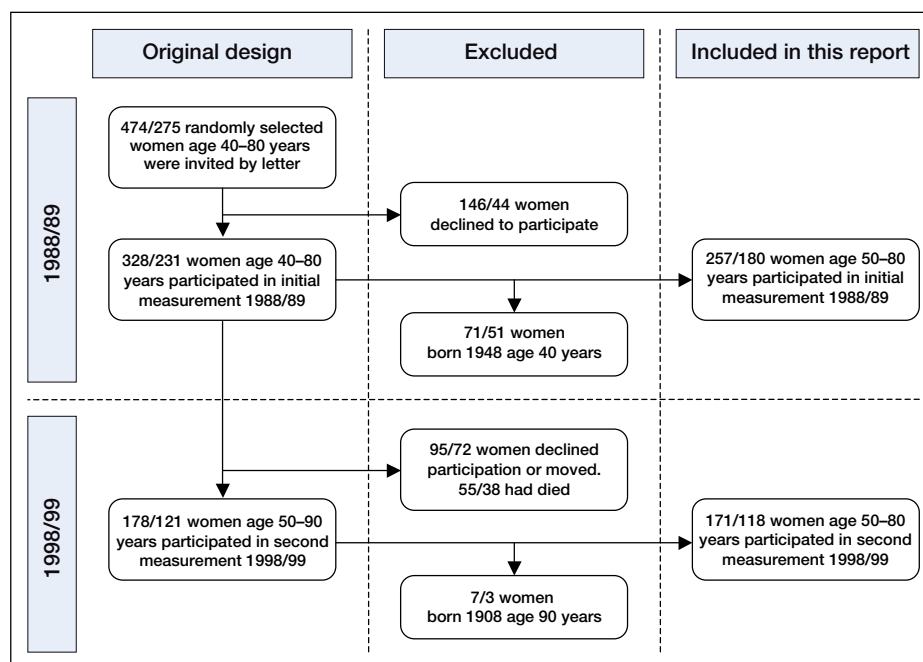 Original design
Excluded
Included in this report
1988/89
474/275 randomly selected
women age 40–80 years
were invited by letter
146/44 women
declined to participate
328/231 women age 40–80
years participated in initial
measurement 1988/89
257/180 women age 50–80
years participated in initial
measurement 1988/89
71/51 women
born 1948 age 40 years
1998/99
95/72 women declined
participation or moved.
55/38 had died
178/121 women age 50–90
years participated in second
measurement 1998/99
171/118 women age 50–80
years participated in second
measurement 1998/99
7/3 women
born 1908 age 90 years